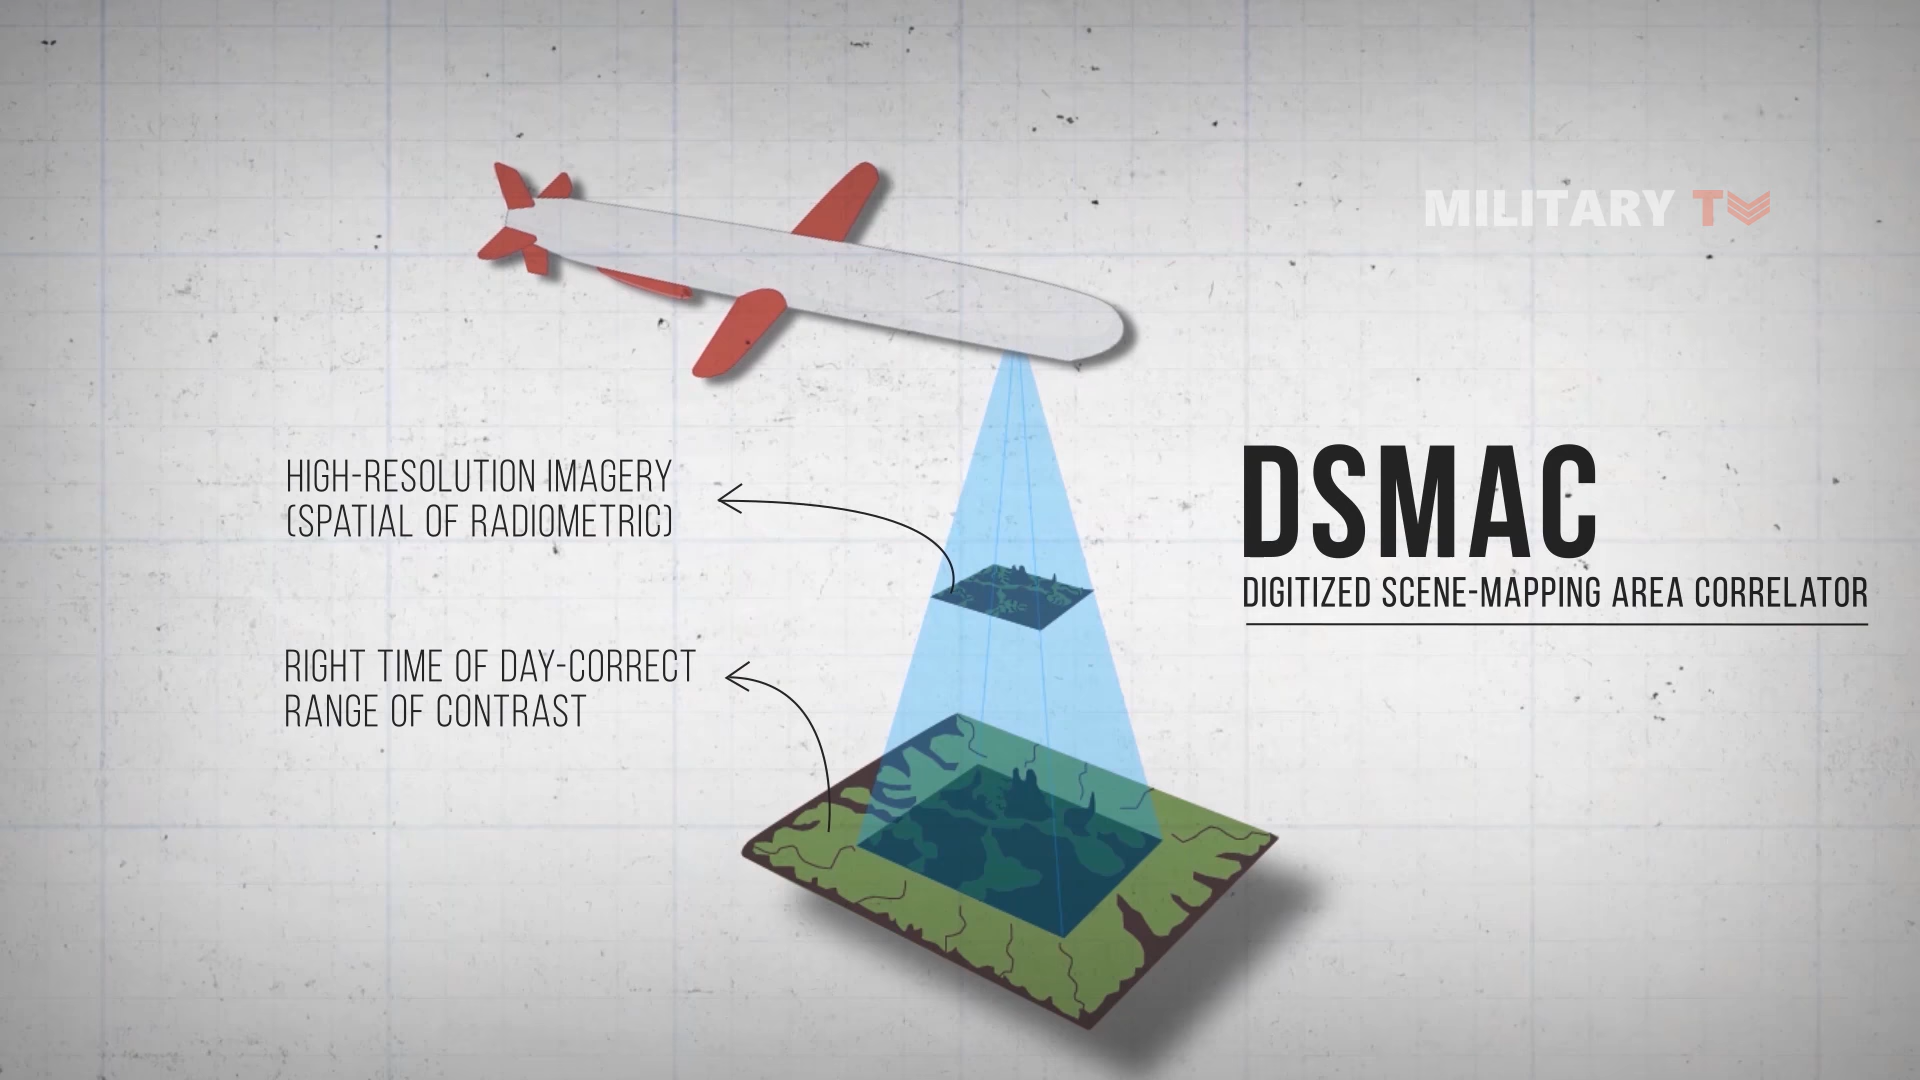 MILITARY TV
HIGH-RESOLUTION IMAGERY
(SPATIAL OF RADIOMETRIC)
DSMAC
DIGITIZED SCENE-MAPPING AREA CORRELATOR
RIGHT TIME OF DAY-CORRECT
RANGE OF CONTRAST